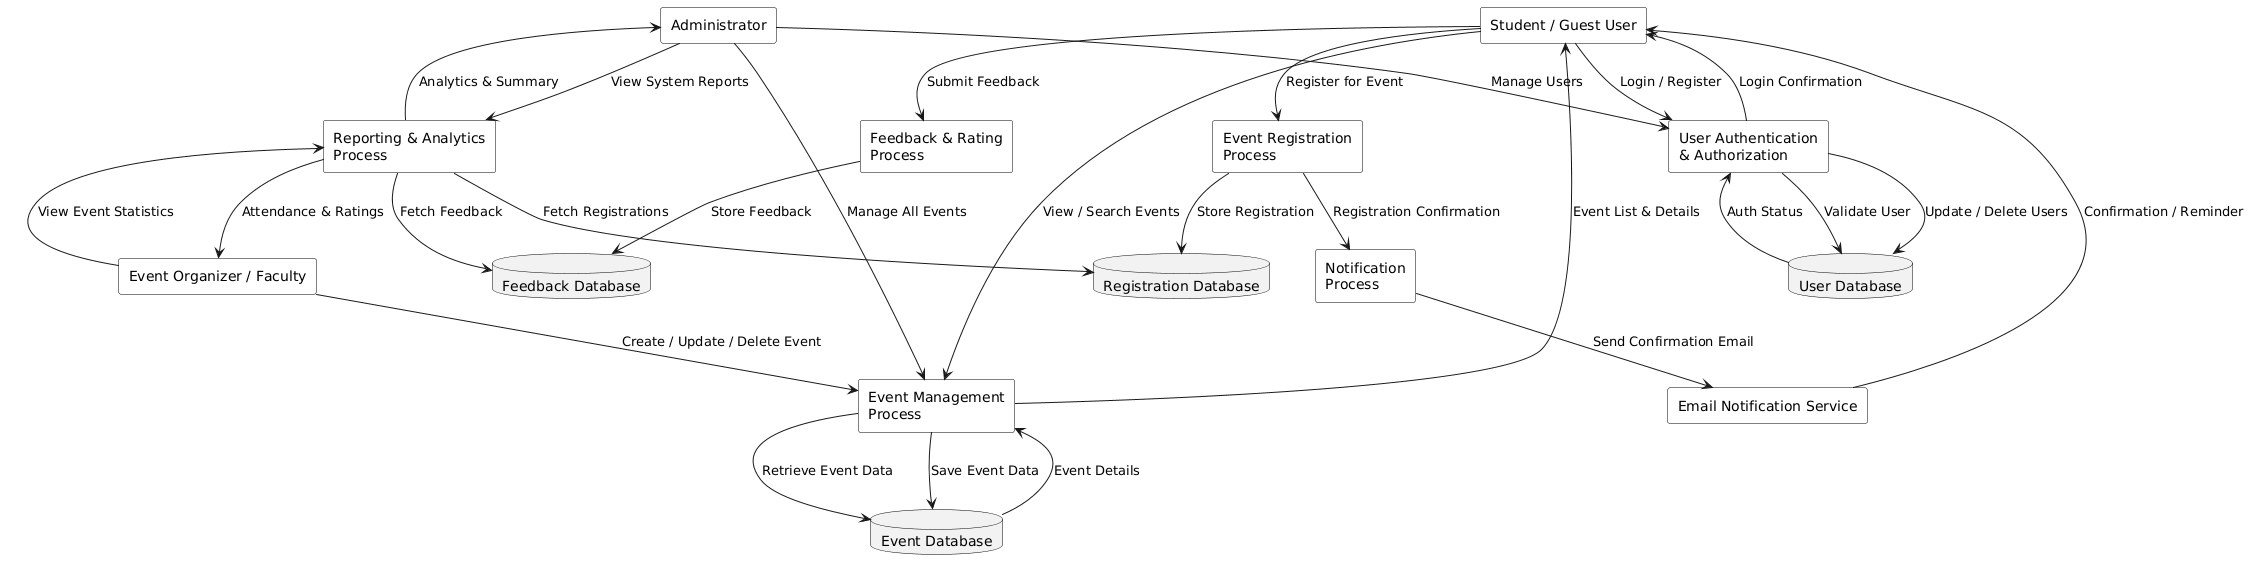 Administrator
Student / Guest User
Analytics & Summary
View System Reports
Submit Feedback
Register for Event
Manage Users
Login / Register
Login Confirmation
Reporting & Analytics
Process
Feedback & Rating
Process
Event Registration
Process
User Authentication
& Authorization
View Event Statistics
Attendance & Ratings
Fetch Feedback
Fetch Registrations
Store Feedback
Manage All Events
View / Search Events
Store Registration
Registration Confirmation
Event List & Details
Auth Status
Validate User
Update / Delete Users
Confirmation / Reminder
Event Organizer / Faculty
Feedback Database
Registration Database
Notification
Process
User Database
Create / Update / Delete Event
Send Confirmation Email
Event Management
Process
Email Notification Service
Retrieve Event Data
Save Event Data
Event Details
Event Database